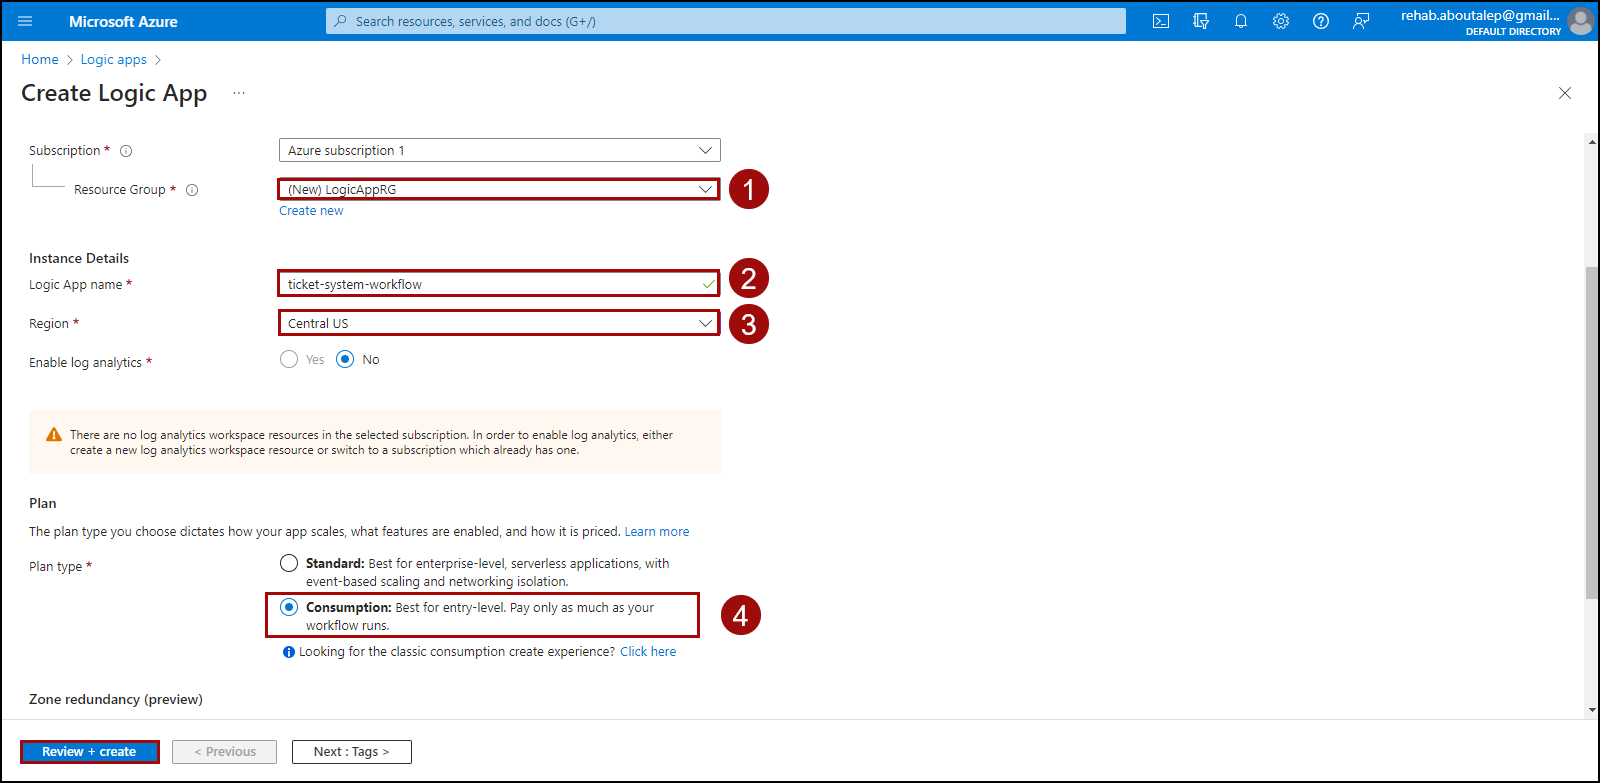 Microsoft Azure
Search resources, services, and docs (G+/)
rehab.aboutalep@gmail...
DEFAULT DIRECTORY
Home > Logic apps >
Create Logic App ...
Subscription *
Azure subscription 1
Resource Group *
(New) LogicAppRG
1
Create new
Instance Details
Logic App name *
ticket-system-workflow
2
Region *
Central US
3
Enable log analytics *
Yes
No
There are no log analytics workspace resources in the selected subscription. In order to enable log analytics, either
create a new log analytics workspace resource or switch to a subscription which already has one.
Plan
The plan type you choose dictates how your app scales, what features are enabled, and how it is priced. Learn more
Plan type *
Standard: Best for enterprise-level, serverless applications, with
event-based scaling and networking isolation.
Consumption: Best for entry-level. Pay only as much as your
workflow runs.
4
Looking for the classic consumption create experience? Click here
Zone redundancy (preview)
Review + create
< Previous
Next : Tags >